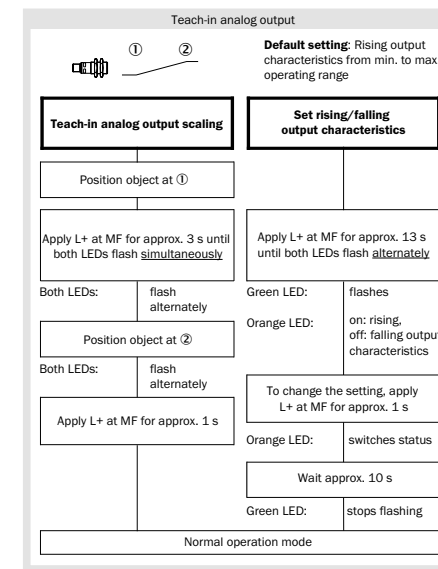 Teach-in analog output
① ②
Default setting: Rising output
characteristics from min. to max
operating range
Teach-in analog output scaling
Position object at ①
Apply L+ at MF for approx. 3 s until
both LEDs flash simultaneously
Both LEDs: flash
alternately
Position object at ②
Both LEDs: flash
alternately
Apply L+ at MF for approx. 1 s
Set rising/falling
output characteristics
Apply L+ at MF for approx. 13 s
until both LEDs flash alternately
Green LED: flashes
Orange LED: on: rising,
off: falling output
characteristics
To change the setting, apply
L+ at MF for approx. 1 s
Orange LED: switches status
Wait approx. 10 s
Green LED: stops flashing
Normal operation mode